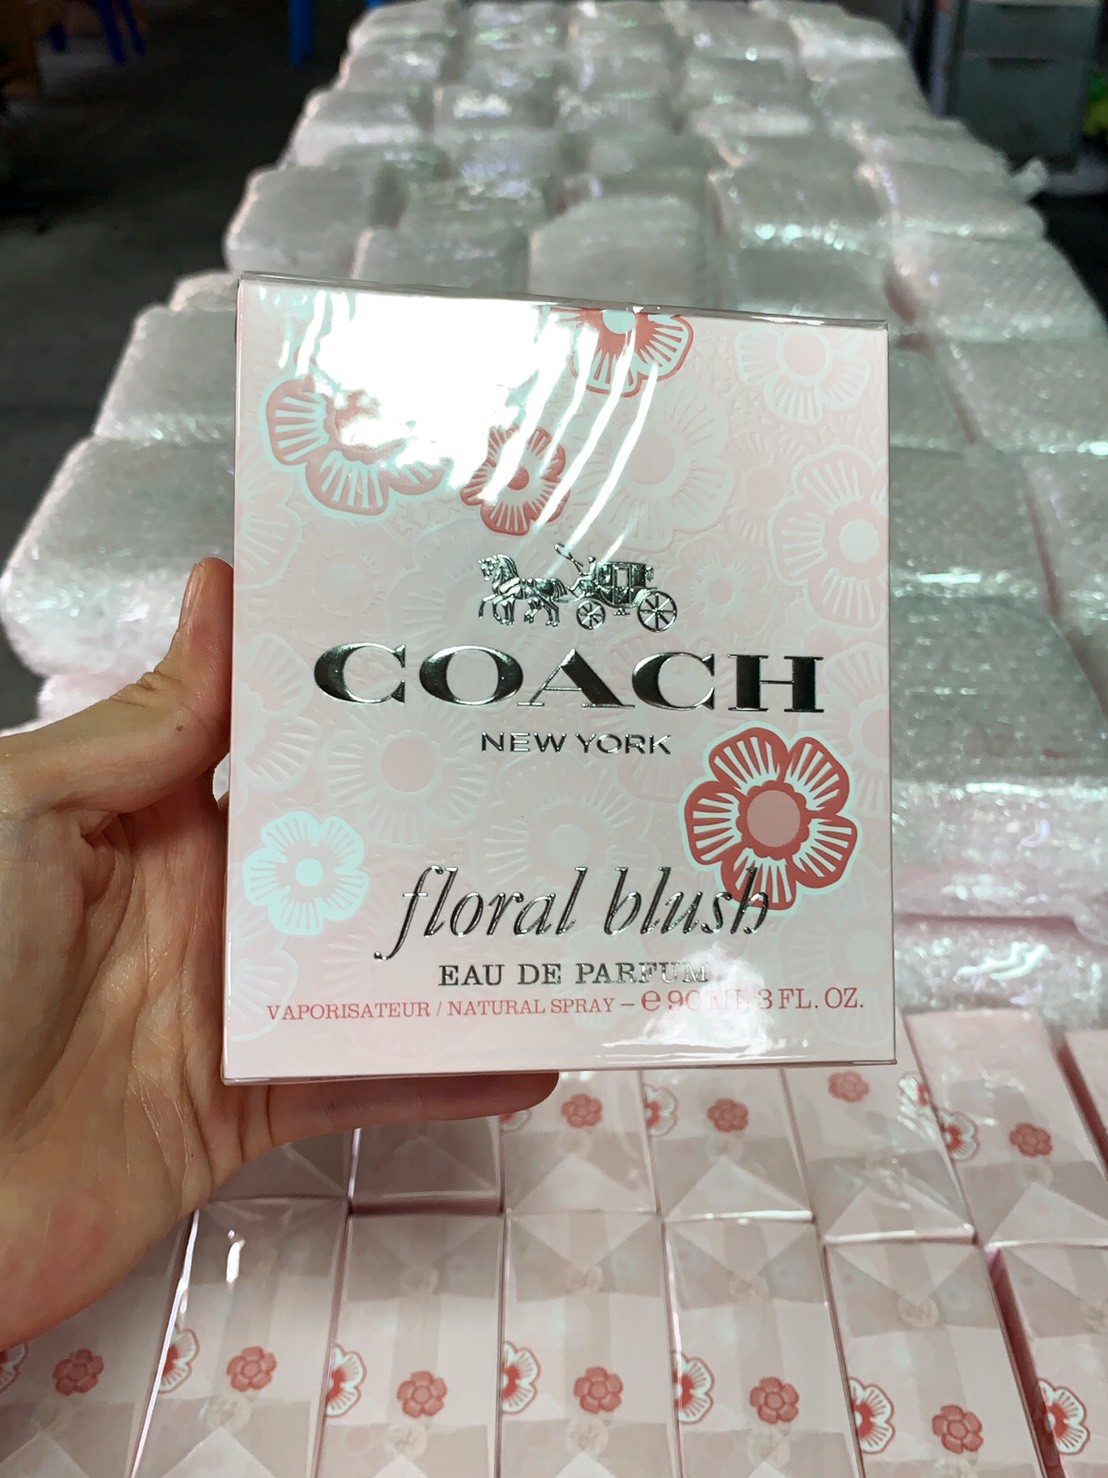 COACH
NEW YORK
floral blush
EAU DE PARFUM
VAPORISATEUR / NATURAL SPRAY – ℮ 90 ML 3 FL. OZ.